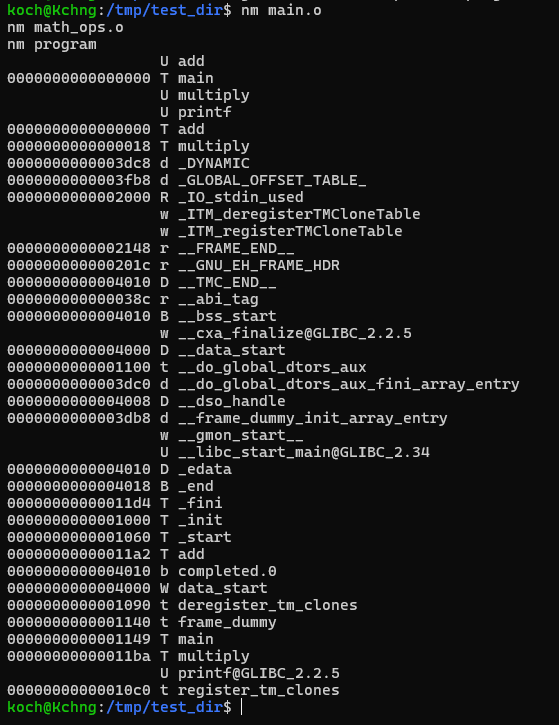 koch@Kchng:/tmp/test_dir$ nm main.o
nm math_ops.o
nm program
                 U add
0000000000000000 T main
                 U multiply
                 U printf
0000000000000000 T add
0000000000000018 T multiply
0000000000003dc8 d _DYNAMIC
0000000000003fb8 d _GLOBAL_OFFSET_TABLE_
0000000000002000 R _IO_stdin_used
                 w _ITM_deregisterTMCloneTable
                 w _ITM_registerTMCloneTable
0000000000002148 r __FRAME_END__
000000000000201c r __GNU_EH_FRAME_HDR
0000000000004010 D __TMC_END__
000000000000038c r __abi_tag
0000000000004010 B __bss_start
                 w __cxa_finalize@GLIBC_2.2.5
0000000000004000 D __data_start
0000000000001100 t __do_global_dtors_aux
0000000000003dc0 d __do_global_dtors_aux_fini_array_entry
0000000000004008 D __dso_handle
0000000000003db8 d __frame_dummy_init_array_entry
                 w __gmon_start__
                 U __libc_start_main@GLIBC_2.34
0000000000004010 D _edata
0000000000004018 B _end
00000000000011d4 T _fini
0000000000001000 T _init
0000000000001060 T _start
00000000000011a2 T add
0000000000004010 b completed.0
0000000000004000 W data_start
0000000000001090 t deregister_tm_clones
0000000000001140 t frame_dummy
0000000000001149 T main
00000000000011ba T multiply
                 U printf@GLIBC_2.2.5
00000000000010c0 t register_tm_clones
koch@Kchng:/tmp/test_dir$